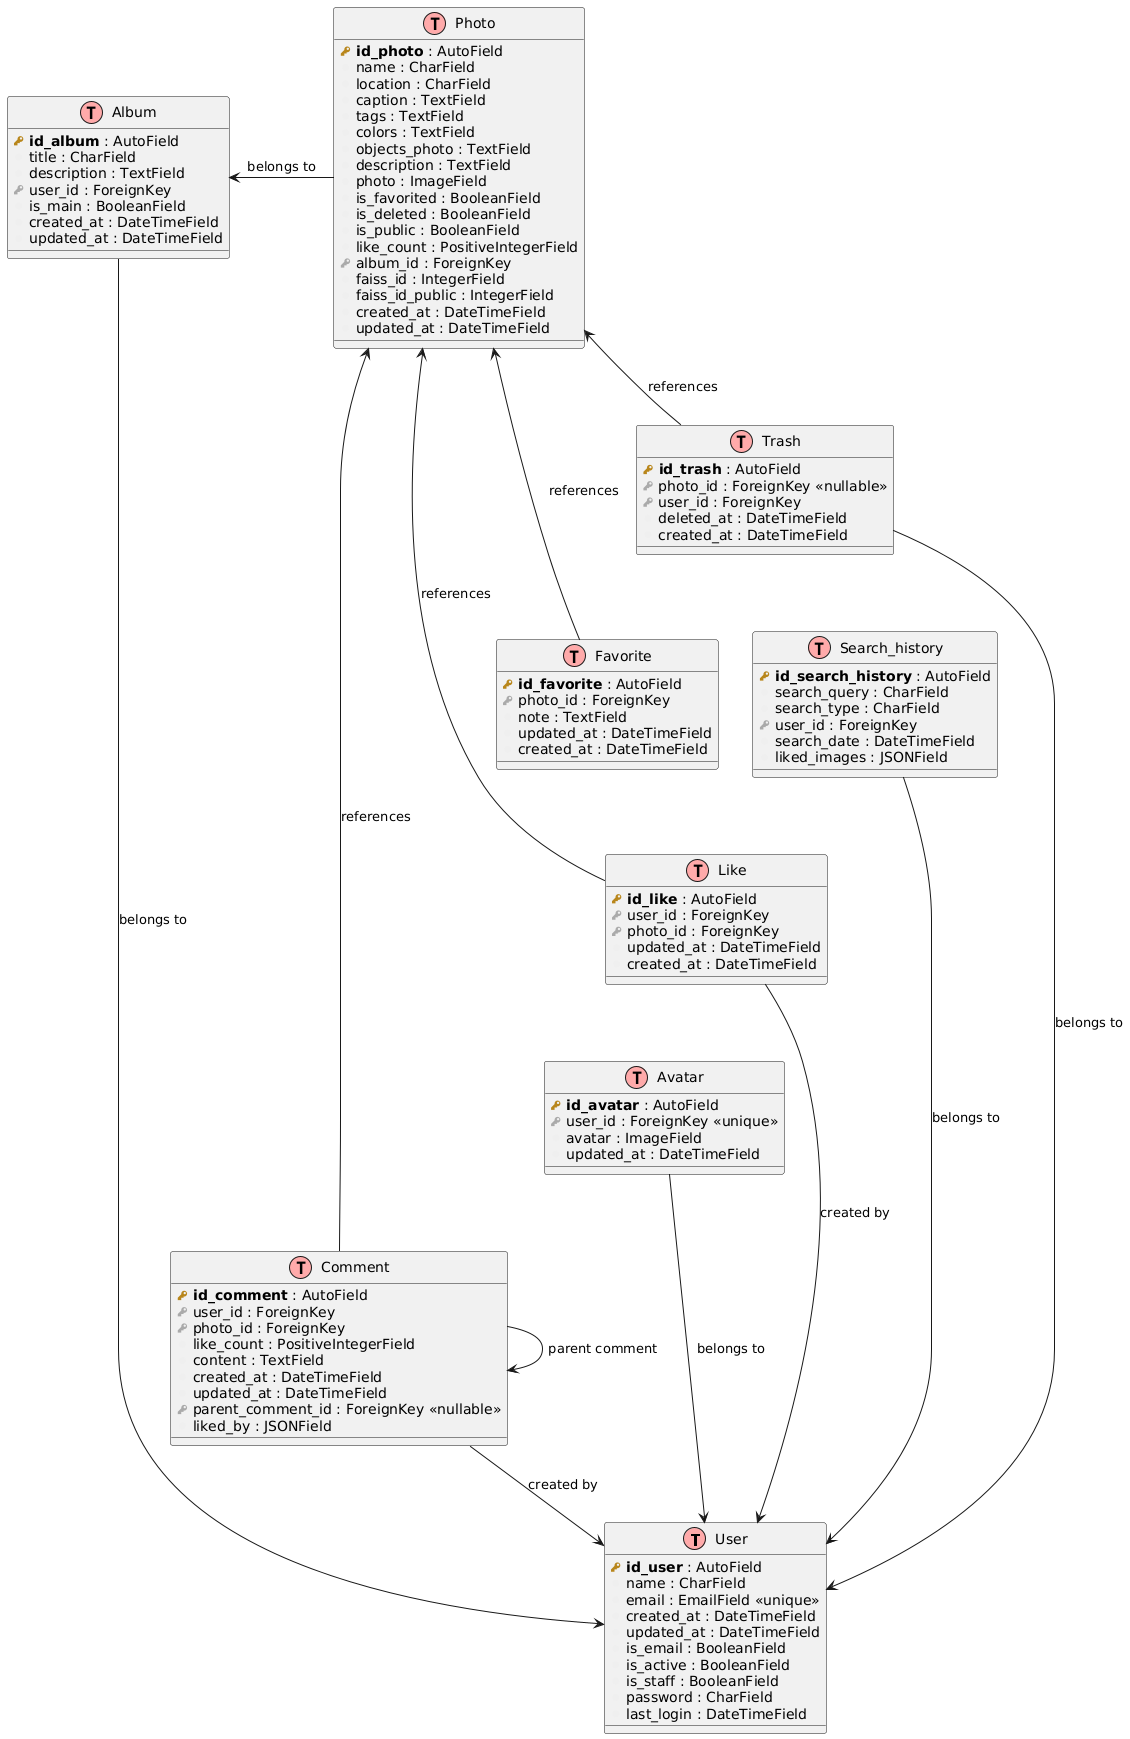 T Photo
id_photo : AutoField
name : CharField
location : CharField
caption : TextField
tags : TextField
colors : TextField
objects_photo : TextField
description : TextField
photo : ImageField
is_favorited : BooleanField
is_deleted : BooleanField
is_public : BooleanField
like_count : PositiveIntegerField
album_id : ForeignKey
faiss_id : IntegerField
faiss_id_public : IntegerField
created_at : DateTimeField
updated_at : DateTimeField
T Album
id_album : AutoField
title : CharField
description : TextField
user_id : ForeignKey
is_main : BooleanField
created_at : DateTimeField
updated_at : DateTimeField
belongs to
references
T Trash
id_trash : AutoField
photo_id : ForeignKey «nullable»
user_id : ForeignKey
deleted_at : DateTimeField
created_at : DateTimeField
references
references
T Favorite
id_favorite : AutoField
photo_id : ForeignKey
note : TextField
updated_at : DateTimeField
created_at : DateTimeField
T Search_history
id_search_history : AutoField
search_query : CharField
search_type : CharField
user_id : ForeignKey
search_date : DateTimeField
liked_images : JSONField
references
T Like
id_like : AutoField
user_id : ForeignKey
photo_id : ForeignKey
updated_at : DateTimeField
created_at : DateTimeField
belongs to
belongs to
belongs to
T Avatar
id_avatar : AutoField
user_id : ForeignKey «unique»
avatar : ImageField
updated_at : DateTimeField
created by
T Comment
id_comment : AutoField
user_id : ForeignKey
photo_id : ForeignKey
like_count : PositiveIntegerField
content : TextField
created_at : DateTimeField
updated_at : DateTimeField
parent_comment_id : ForeignKey «nullable»
liked_by : JSONField
parent comment
belongs to
created by
T User
id_user : AutoField
name : CharField
email : EmailField «unique»
created_at : DateTimeField
updated_at : DateTimeField
is_email : BooleanField
is_active : BooleanField
is_staff : BooleanField
password : CharField
last_login : DateTimeField